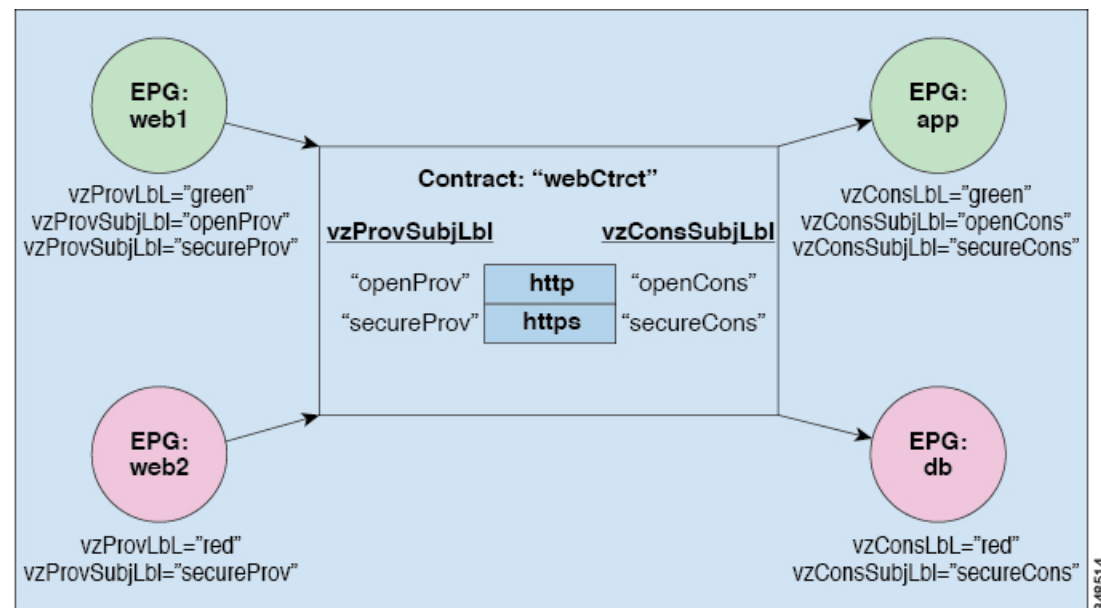 EPG:
web1
vzProvLbL="green"
vzProvSubjLbl="openProv"
vzProvSubjLbl="secureProv"
EPG:
app
vzConsLbL="green"
vzConsSubjLbl="openCons"
vzConsSubjLbl="secureCons"
Contract: “webCtrct”
vzProvSubjLbl vzConsSubjLbl
“openProv” http “openCons”
“secureProv” https “secureCons”
EPG:
web2
vzProvLbL="red"
vzProvSubjLbl="secureProv"
EPG:
db
vzConsLbL="red"
vzConsSubjLbl="secureCons"
348514